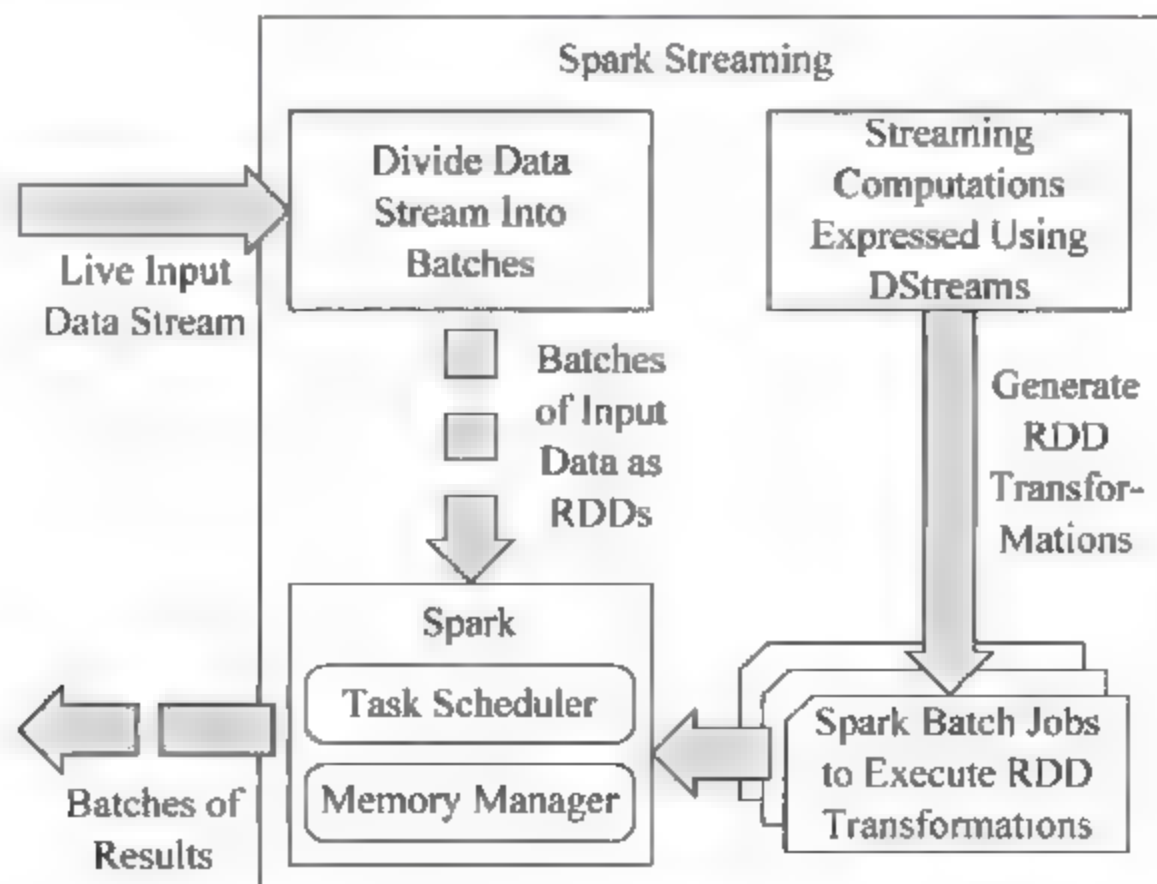 Spark Streaming
Divide Data
Stream Into
Batches
Streaming
Computations
Expressed Using
DStreams
Live Input
Data Stream
Batches
of Input
Data as
RDDs
Generate
RDD
Transfor-
Mations
Spark
Task Scheduler
Memory Manager
Spark Batch Jobs
to Execute RDD
Transformations
Batches of
Results